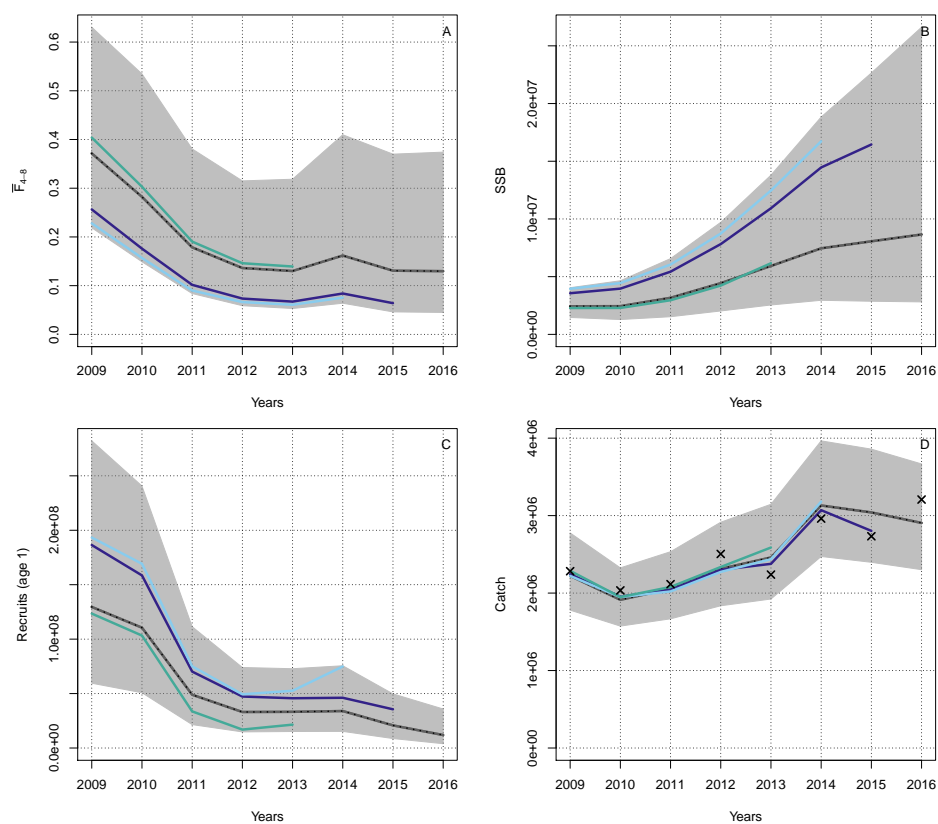 A
0.6
0.5
0.4
0.3
0.2
0.1
0.0
F̅4−8
2009 2010 2011 2012 2013 2014 2015 2016
Years
B
2.0e+07
1.0e+07
0.0e+00
SSB
2009 2010 2011 2012 2013 2014 2015 2016
Years
C
2.0e+08
1.0e+08
0.0e+00
Recruits (age 1)
2009 2010 2011 2012 2013 2014 2015 2016
Years
D
4e+06
3e+06
2e+06
1e+06
0e+00
Catch
2009 2010 2011 2012 2013 2014 2015 2016
Years